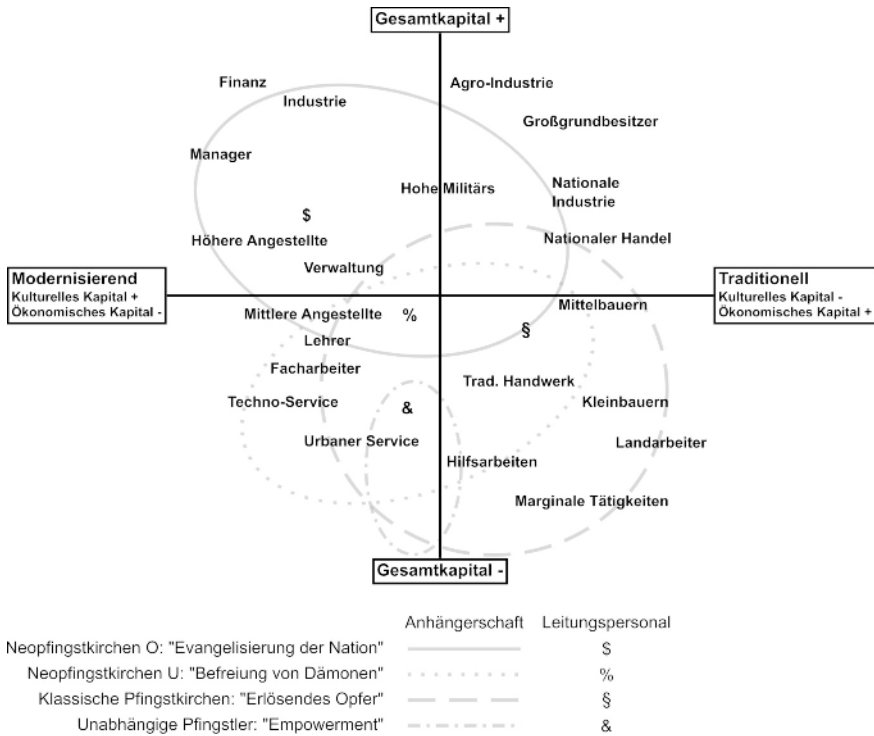 Gesamtkapital +
Finanz
Agro-Industrie
Industrie
Großgrundbesitzer
Manager
Hohe Militärs
Nationale
Industrie
$
Höhere Angestellte
Nationaler Handel
Verwaltung
Modernisierend
Kulturelles Kapital +
Ökonomisches Kapital -
Traditionell
Kulturelles Kapital -
Ökonomisches Kapital +
Mittelbauern
Mittlere Angestellte
%
§
Lehrer
Facharbeiter
Trad. Handwerk
Techno-Service
&
Kleinbauern
Urbaner Service
Landarbeiter
Hilfsarbeiten
Marginale Tätigkeiten
Gesamtkapital -
Anhängerschaft Leitungspersonal
Neopfingstkirchen O: "Evangelisierung der Nation" $
Neopfingstkirchen U: "Befreiung von Dämonen" %
Klassische Pfingstkirchen: "Erlösendes Opfer" §
Unabhängige Pfingstler: "Empowerment" &